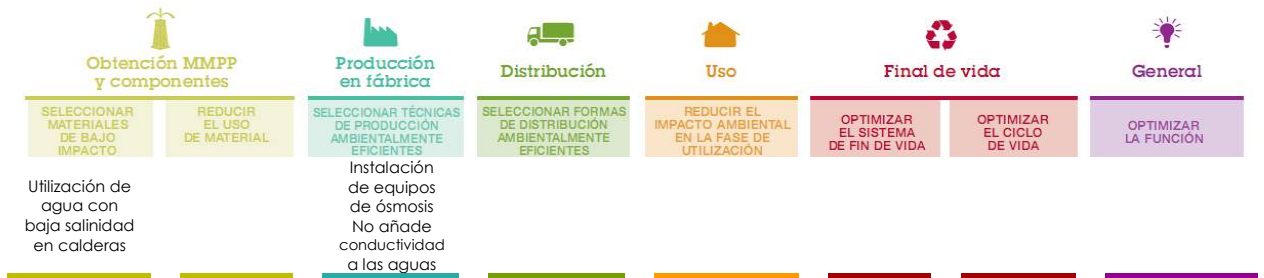 Obtención MMPP
y componentes
Producción
en fábrica
Distribución
Uso
Final de vida
General
SELECCIONAR
MATERIALES
DE BAJO
IMPACTO
REDUCIR
EL USO
DE MATERIAL
SELECCIONAR TÉCNICAS
DE PRODUCCIÓN
AMBIENTALMENTE
EFICIENTES
SELECCIONAR FORMAS
DE DISTRIBUCIÓN
AMBIENTALMENTE
EFICIENTES
REDUCIR EL
IMPACTO AMBIENTAL
EN LA FASE DE
UTILIZACIÓN
OPTIMIZAR
EL SISTEMA
DE FIN DE VIDA
OPTIMIZAR
EL CICLO
DE VIDA
OPTIMIZAR
LA FUNCIÓN
Utilización de
agua con
baja salinidad
en calderas
Instalación
de equipos
de ósmosis
No añade
conductividad
a las aguas